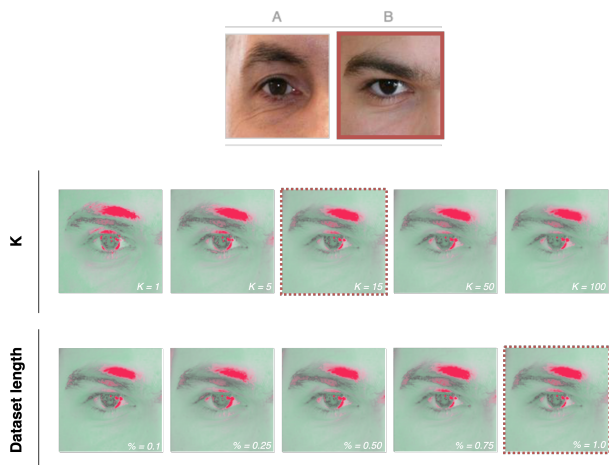 A B
K
K = 1 K = 5 K = 15 K = 50 K = 100
Dataset length
% = 0.1 % = 0.25 % = 0.50 % = 0.75 % = 1.0